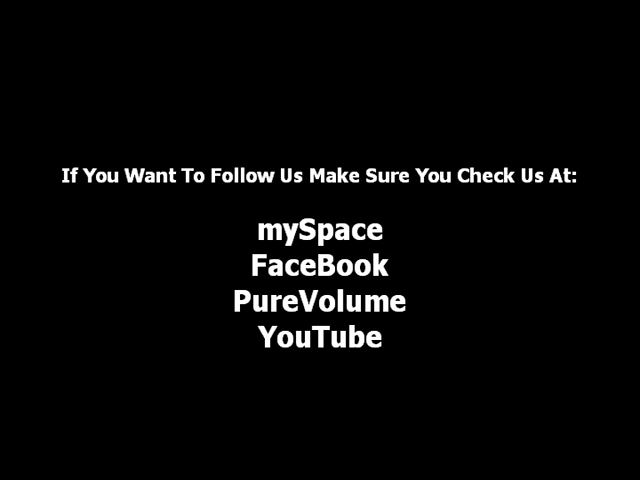 If You Want To Follow Us Make Sure You Check Us At:
mySpace
FaceBook
PureVolume
YouTube